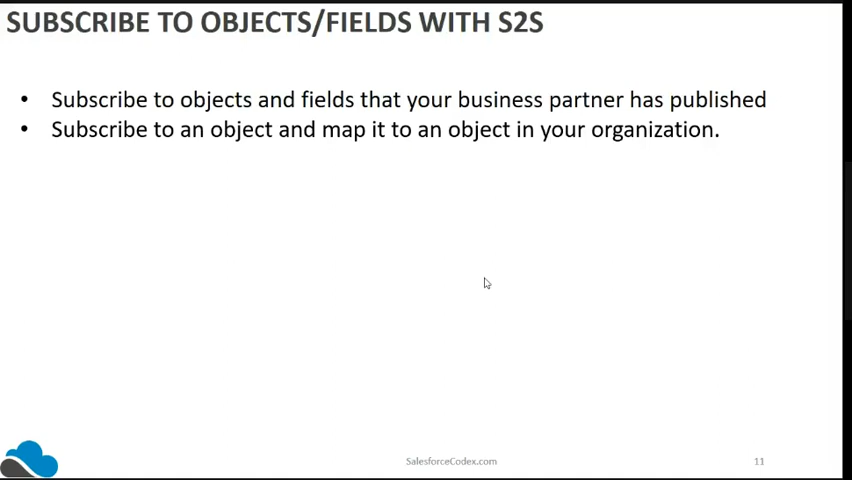 SUBSCRIBE TO OBJECTS/FIELDS WITH S2S
• Subscribe to objects and fields that your business partner has published
• Subscribe to an object and map it to an object in your organization.
SalesforceCodex.com
11